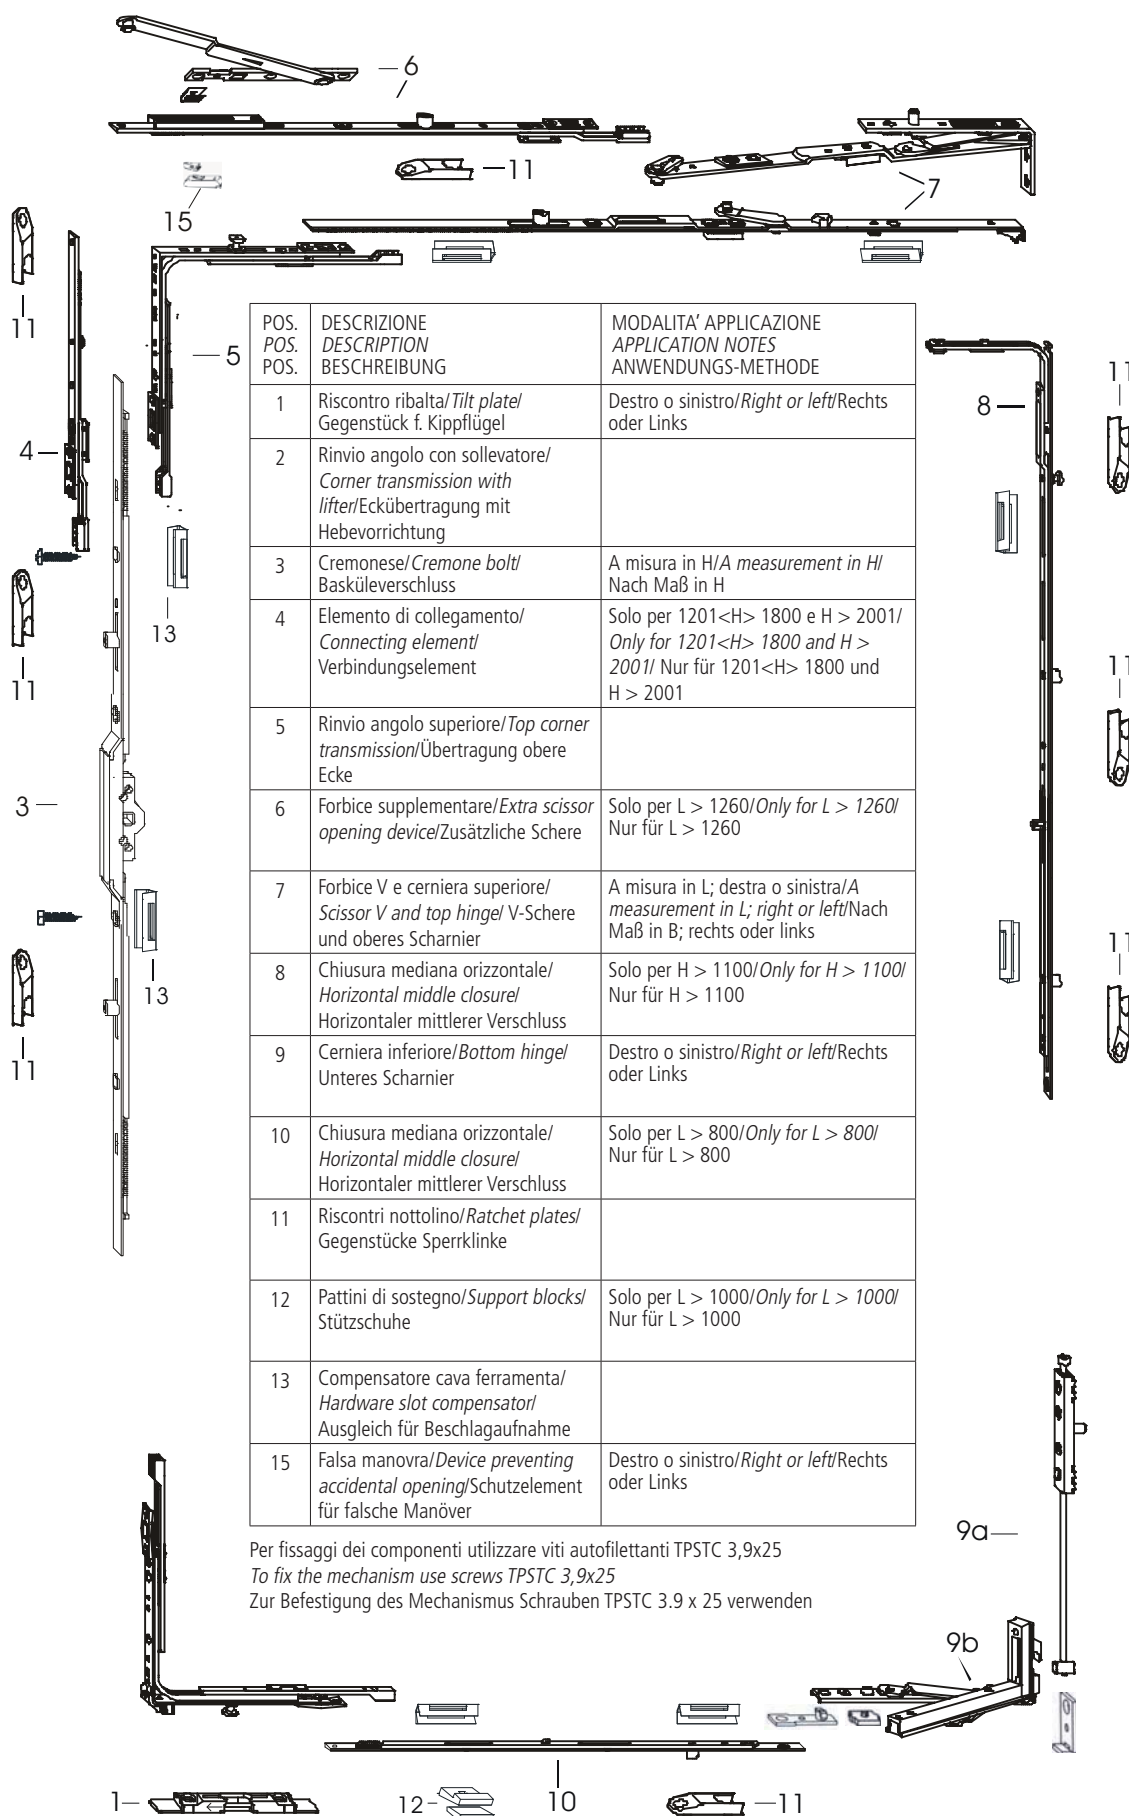 6
11
7
15
11
5
POS. DESCRIZIONE MODALITA' APPLICAZIONE
POS. DESCRIPTION APPLICATION NOTES
POS. BESCHREIBUNG ANWENDUNGS-METHODE
11
8
1 Riscontro ribalta/Tilt plate/ Destro o sinistro/Right or left/Rechts
Gegenstück f. Kippflügel oder Links
4
2 Rinvio angolo con sollevatore/
Corner transmission with
lifter/Eckübertragung mit
Hebevorrichtung
3 Cremonese/Cremone bolt/ A misura in H/A measurement in H/
Basküleverschluss Nach Maß in H
13
11
4 Elemento di collegamento/ Solo per 1201<H> 1800 e H > 2001/
Connecting element/ Only for 1201<H> 1800 and H >
Verbindungselement 2001/ Nur für 1201<H> 1800 und
H > 2001
11
5 Rinvio angolo superiore/Top corner
transmission/Übertragung obere
Ecke
3
6 Forbice supplementare/Extra scissor Solo per L > 1260/Only for L > 1260/
opening device/Zusätzliche Schere Nur für L > 1260
7 Forbice V e cerniera superiore/ A misura in L; destra o sinistra/A
Scissor V and top hinge/ V-Schere measurement in L; right or left/Nach
und oberes Scharnier Maß in B; rechts oder links
11
13
8 Chiusura mediana orizzontale/ Solo per H > 1100/Only for H > 1100/
Horizontal middle closure/ Nur für H > 1100
Horizontaler mittlerer Verschluss
11
9 Cerniera inferiore/Bottom hinge/ Destro o sinistro/Right or left/Rechts
Unteres Scharnier oder Links
10 Chiusura mediana orizzontale/ Solo per L > 800/Only for L > 800/
Horizontal middle closure/ Nur für L > 800
Horizontaler mittlerer Verschluss
11 Riscontri nottolino/Ratchet plates/
Gegenstücke Sperrklinke
12 Pattini di sostegno/Support blocks/ Solo per L > 1000/Only for L > 1000/
Stützschuhe Nur für L > 1000
13 Compensatore cava ferramenta/
Hardware slot compensator/
Ausgleich für Beschlagaufnahme
15 Falsa manovra/Device preventing Destro o sinistro/Right or left/Rechts
accidental opening/Schutzelement oder Links
für falsche Manöver
9a
Per fissaggi dei componenti utilizzare viti autofilettanti TPSTC 3,9x25
To fix the mechanism use screws TPSTC 3,9x25
Zur Befestigung des Mechanismus Schrauben TPSTC 3.9 x 25 verwenden
9b
1
12
10
11